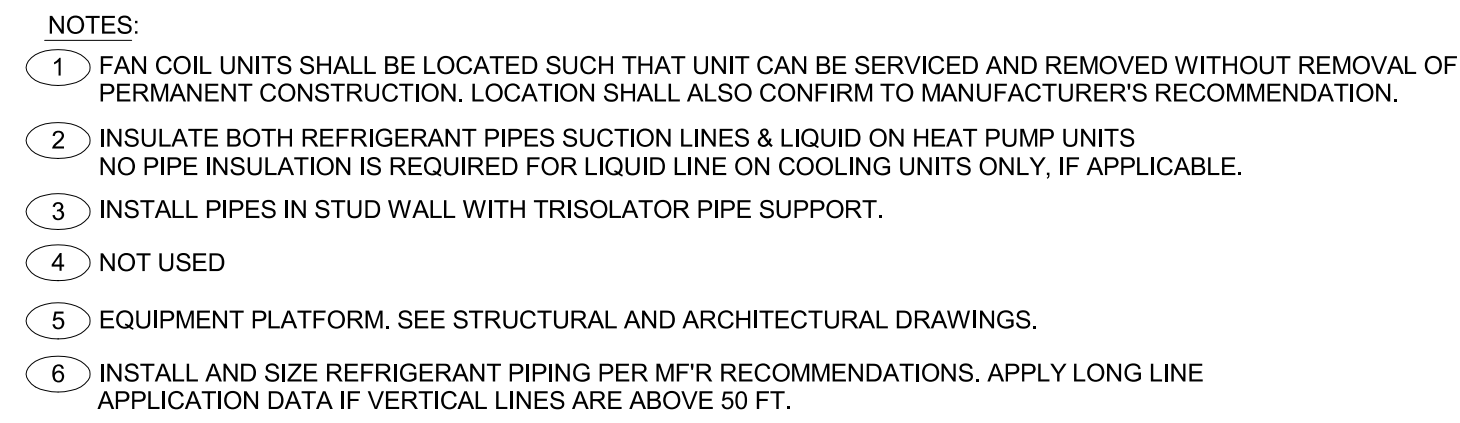 NOTES:
1 FAN COIL UNITS SHALL BE LOCATED SUCH THAT UNIT CAN BE SERVICED AND REMOVED WITHOUT REMOVAL OF
PERMANENT CONSTRUCTION. LOCATION SHALL ALSO CONFIRM TO MANUFACTURER'S RECOMMENDATION.
2 INSULATE BOTH REFRIGERANT PIPES SUCTION LINES & LIQUID ON HEAT PUMP UNITS
NO PIPE INSULATION IS REQUIRED FOR LIQUID LINE ON COOLING UNITS ONLY, IF APPLICABLE.
3 INSTALL PIPES IN STUD WALL WITH TRISOLATOR PIPE SUPPORT.
4 NOT USED
5 EQUIPMENT PLATFORM. SEE STRUCTURAL AND ARCHITECTURAL DRAWINGS.
6 INSTALL AND SIZE REFRIGERANT PIPING PER MF'R RECOMMENDATIONS. APPLY LONG LINE
APPLICATION DATA IF VERTICAL LINES ARE ABOVE 50 FT.